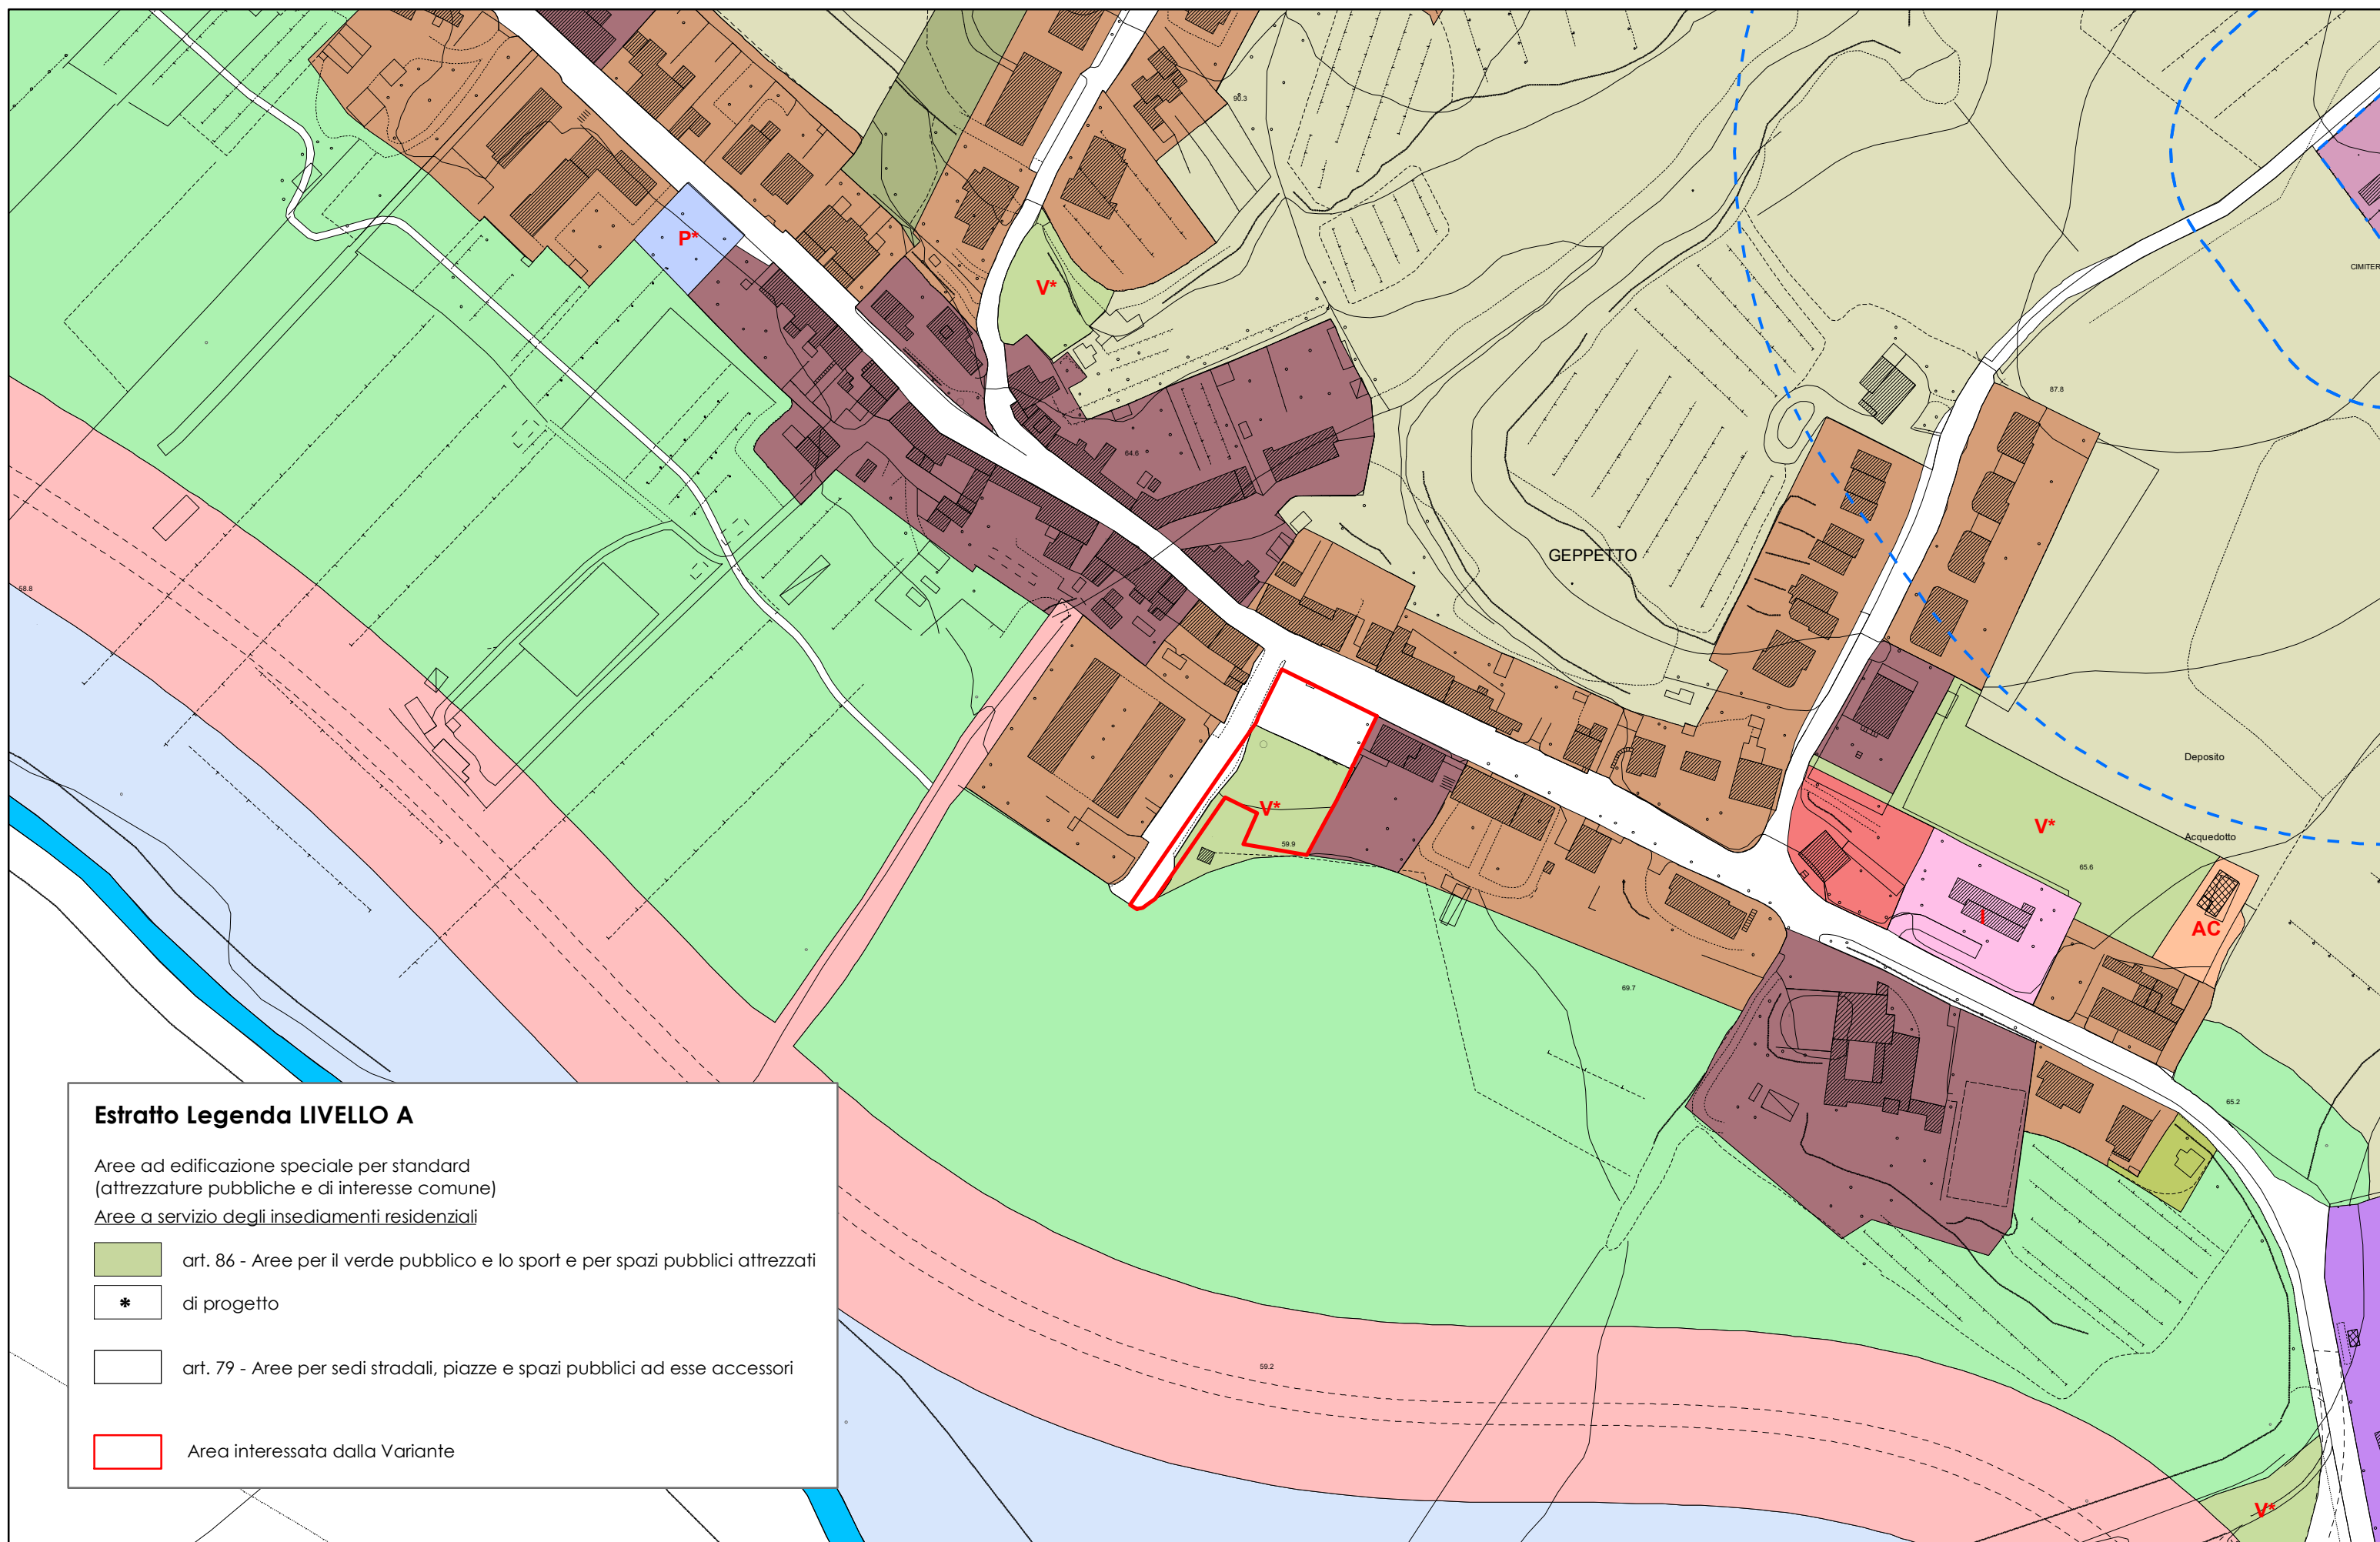 90.3
P*
V*
CIMITER
87.8
64.6
GEPPETTO
58.8
Deposito
V*
Acquedotto
V*
59.9
65.6
I
AC
69.7
65.2
59.2
V*
Estratto Legenda LIVELLO A
Aree ad edificazione speciale per standard
(attrezzature pubbliche e di interesse comune)
Aree a servizio degli insediamenti residenziali
art. 86 - Aree per il verde pubblico e lo sport e per spazi pubblici attrezzati
* di progetto
art. 79 - Aree per sedi stradali, piazze e spazi pubblici ad esse accessori
Area interessata dalla Variante